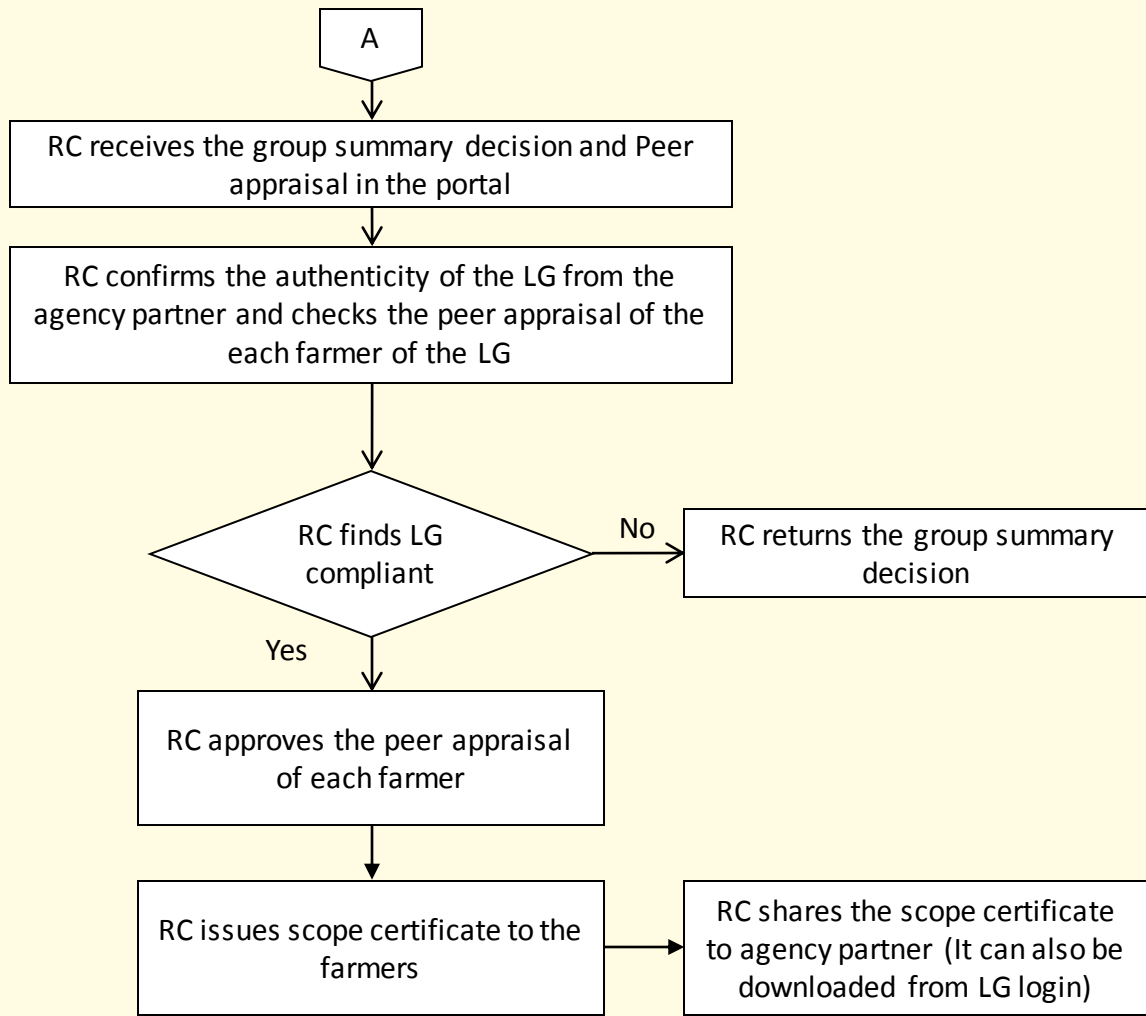 A
RC receives the group summary decision and Peer
appraisal in the portal
RC confirms the authenticity of the LG from the
agency partner and checks the peer appraisal of the
each farmer of the LG
RC finds LG
compliant
No
RC returns the group summary
decision
Yes
RC approves the peer appraisal
of each farmer
RC issues scope certificate to the
farmers
RC shares the scope certificate
to agency partner (It can also be
downloaded from LG login)